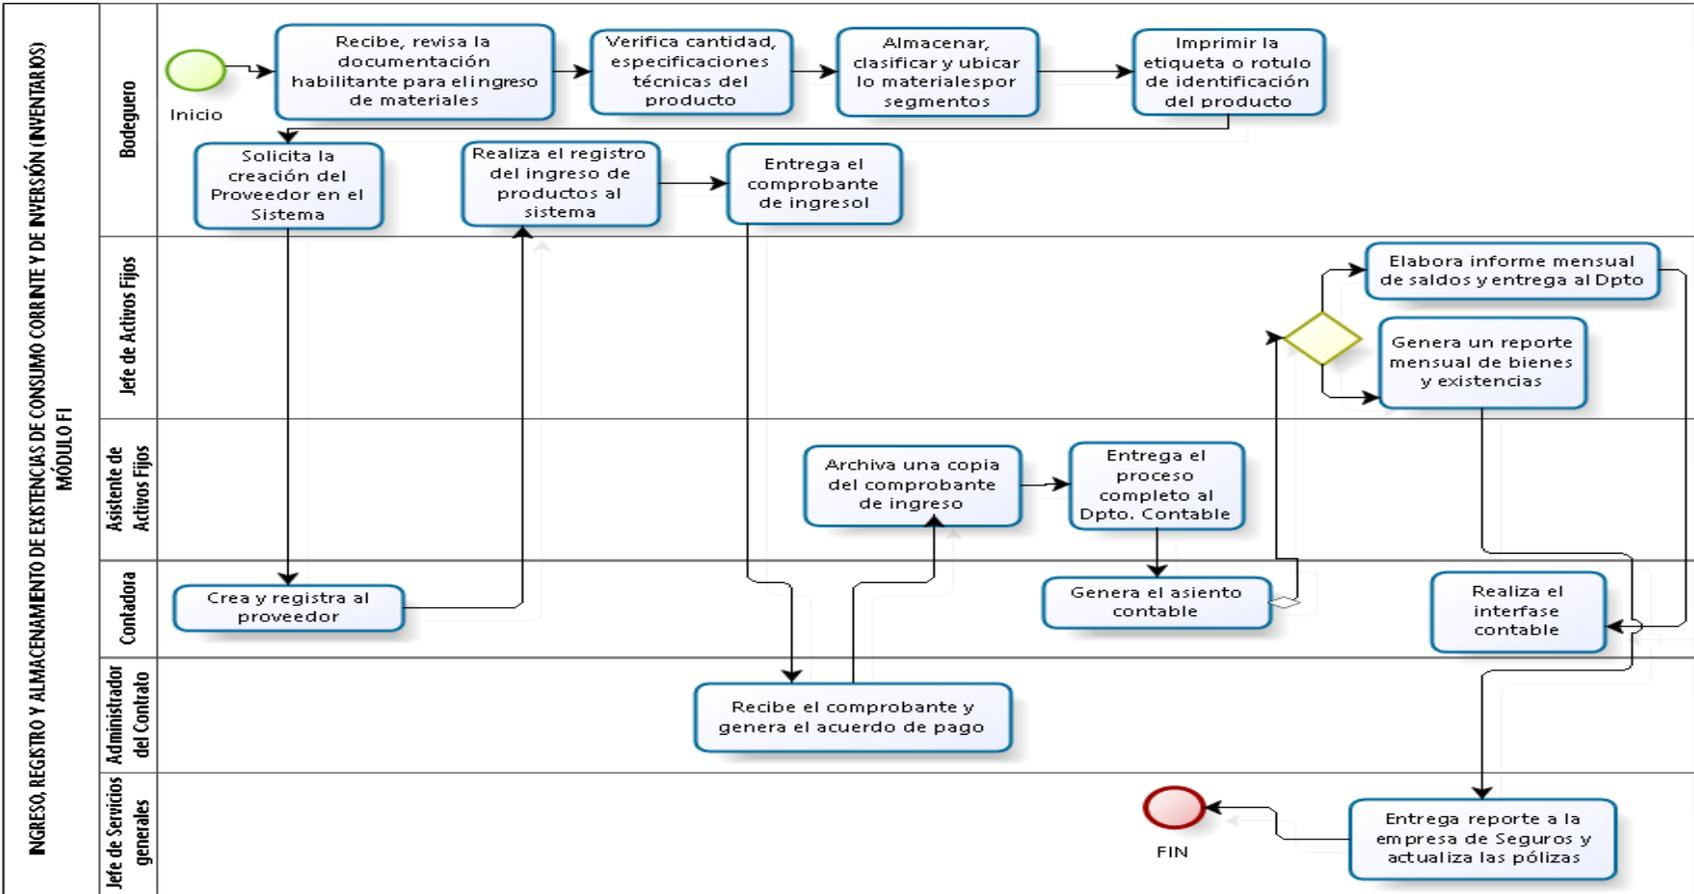 INGRESO, REGISTRO Y ALMACENAMIENTO DE EXISTENCIAS DE CONSUMO CORRINTE Y DE INVERSIÓN (INVENTARIOS)
MÓDULO FI
Bodeguero
Inicio
Recibe, revisa la
documentación
habilitante para el ingreso
de materiales
Verifica cantidad,
especificaciones
técnicas del
producto
Almacenar,
clasificar y ubicar
lo materialespor
segmentos
Imprimir la
etiqueta o rotulo
de identificación
del producto
Solicita la
creación del
Proveedor en el
Sistema
Realiza el registro
del ingreso de
productos al
sistema
Entrega el
comprobante
de ingresol
Jefe de Activos Fijos
Elabora informe mensual
de saldos y entrega al Dpto
Genera un reporte
mensual de bienes
y existencias
Asistente de
Activos Fijos
Archiva una copia
del comprobante
de ingreso
Entrega el
proceso
completo al
Dpto. Contable
Contadora
Crea y registra al
proveedor
Genera el asiento
contable
Realiza el
interfase
contable
Administrador
del Contrato
Recibe el comprobante y
genera el acuerdo de pago
Jefe de Servicios
generales
FIN
Entrega reporte a la
empresa de Seguros y
actualiza las pólizas